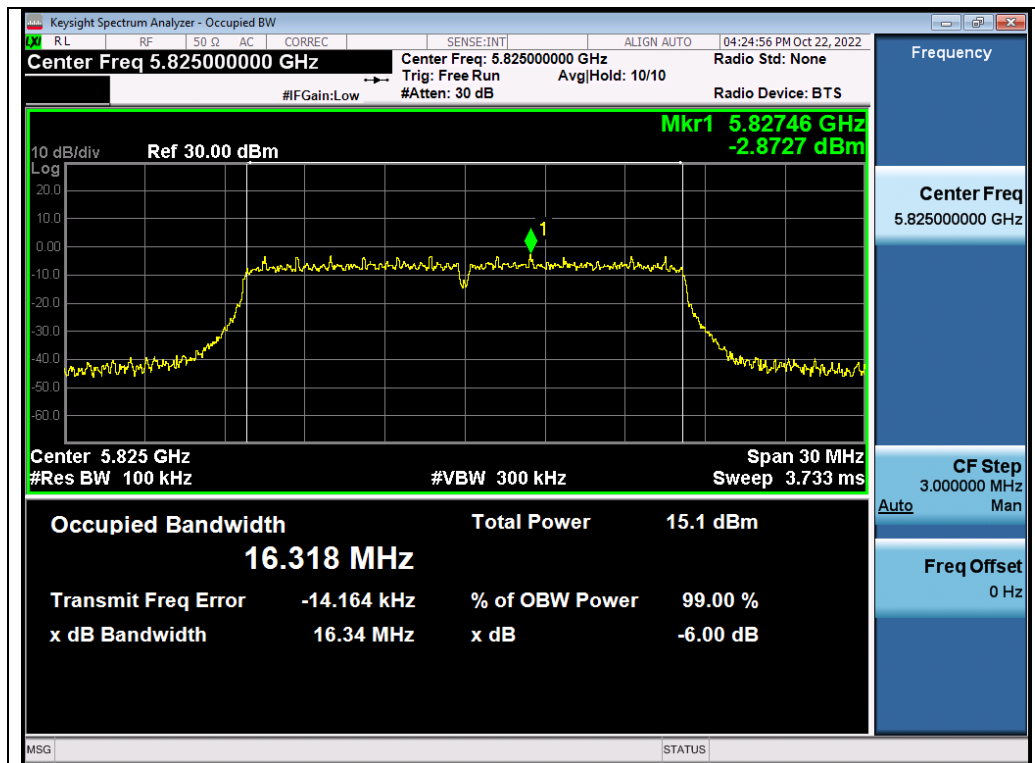 Keysight Spectrum Analyzer - Occupied BW
LXI RL RF 50 Ω AC CORREC SENSE:INT ALIGN AUTO 04:24:56 PM Oct 22, 2022
Center Freq 5.825000000 GHz
Center Freq: 5.825000000 GHz Radio Std: None
Trig: Free Run Avg|Hold: 10/10
#IFGain:Low #Atten: 30 dB Radio Device: BTS
Frequency
Mkr1 5.82746 GHz
10 dB/div Ref 30.00 dBm -2.8727 dBm
Log
20.0
10.0
0.00
-10.0
-20.0
-30.0
-40.0
-50.0
-60.0
1
Center 5.825 GHz Span 30 MHz
#Res BW 100 kHz #VBW 300 kHz Sweep 3.733 ms
Occupied Bandwidth Total Power 15.1 dBm
16.318 MHz
Transmit Freq Error -14.164 kHz % of OBW Power 99.00 %
x dB Bandwidth 16.34 MHz x dB -6.00 dB
Center Freq
5.825000000 GHz
CF Step
3.000000 MHz
Auto Man
Freq Offset
0 Hz
MSG STATUS